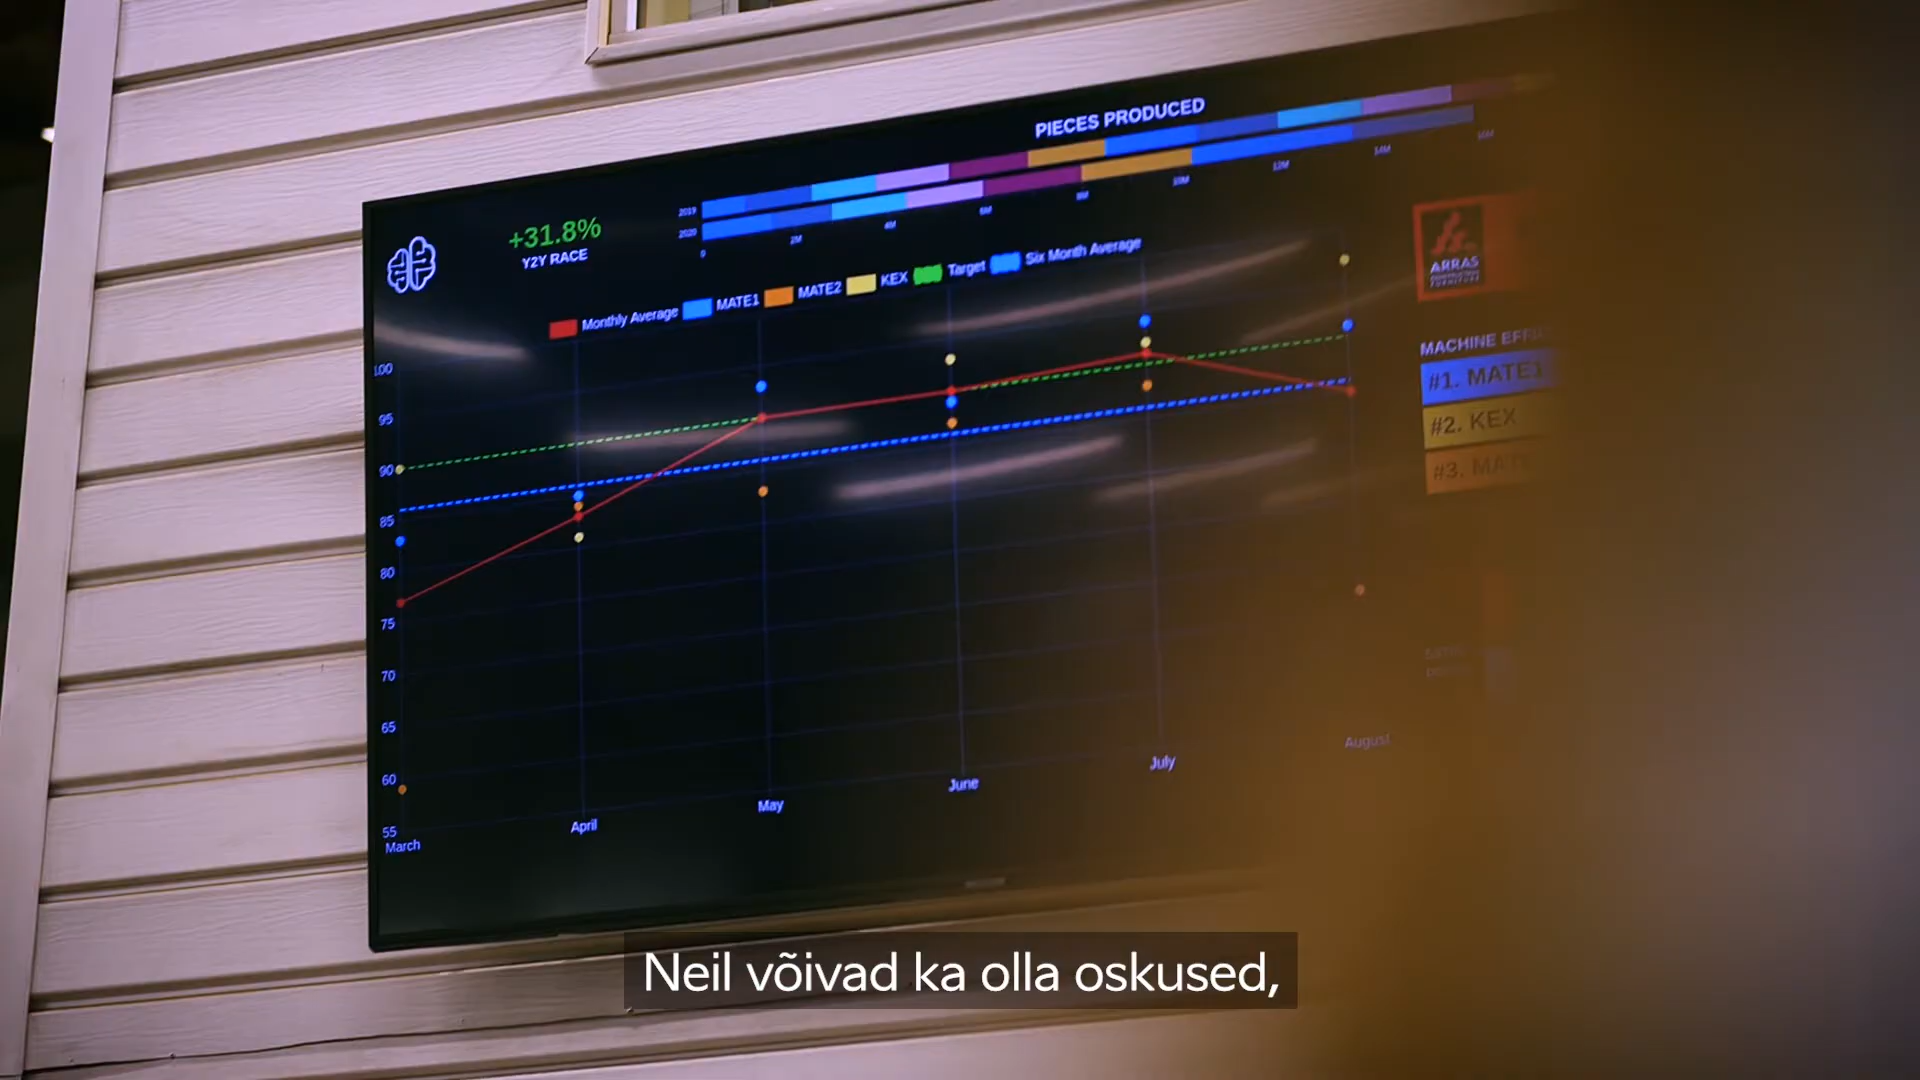 PIECES PRODUCED
+31.8%
Y2Y RACE
2019
2020
0
2M
4M
6M
8M
10M
12M
14M
16M
Monthly Average
MATE1
MATE2
KEX
Target
Six Month Average
ARRAS
100
95
90
85
80
75
70
65
60
55
March
April
May
June
July
August
MACHINE
#1. MATE1
#2. KEX
#3.
Neil võivad ka olla oskused,